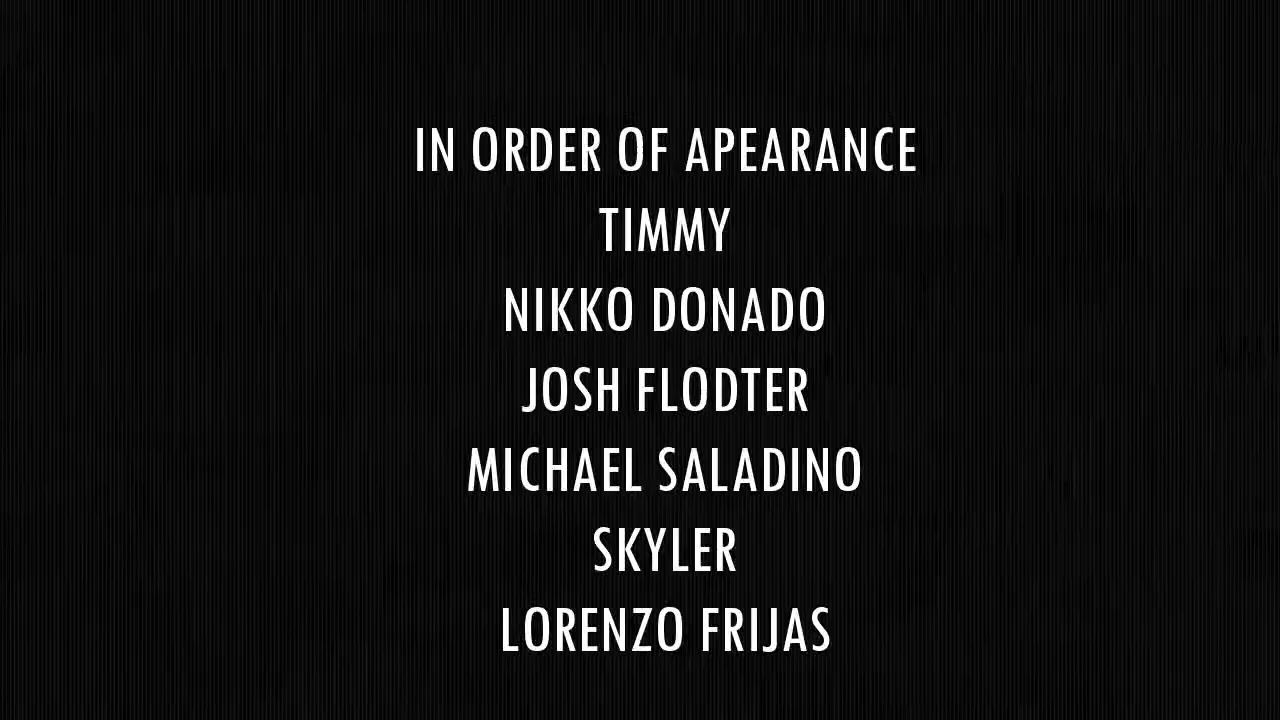 IN ORDER OF APEARANCE
TIMMY
NIKKO DONADO
JOSH FLODTER
MICHAEL SALADINO
SKYLER
LORENZO FRIJAS